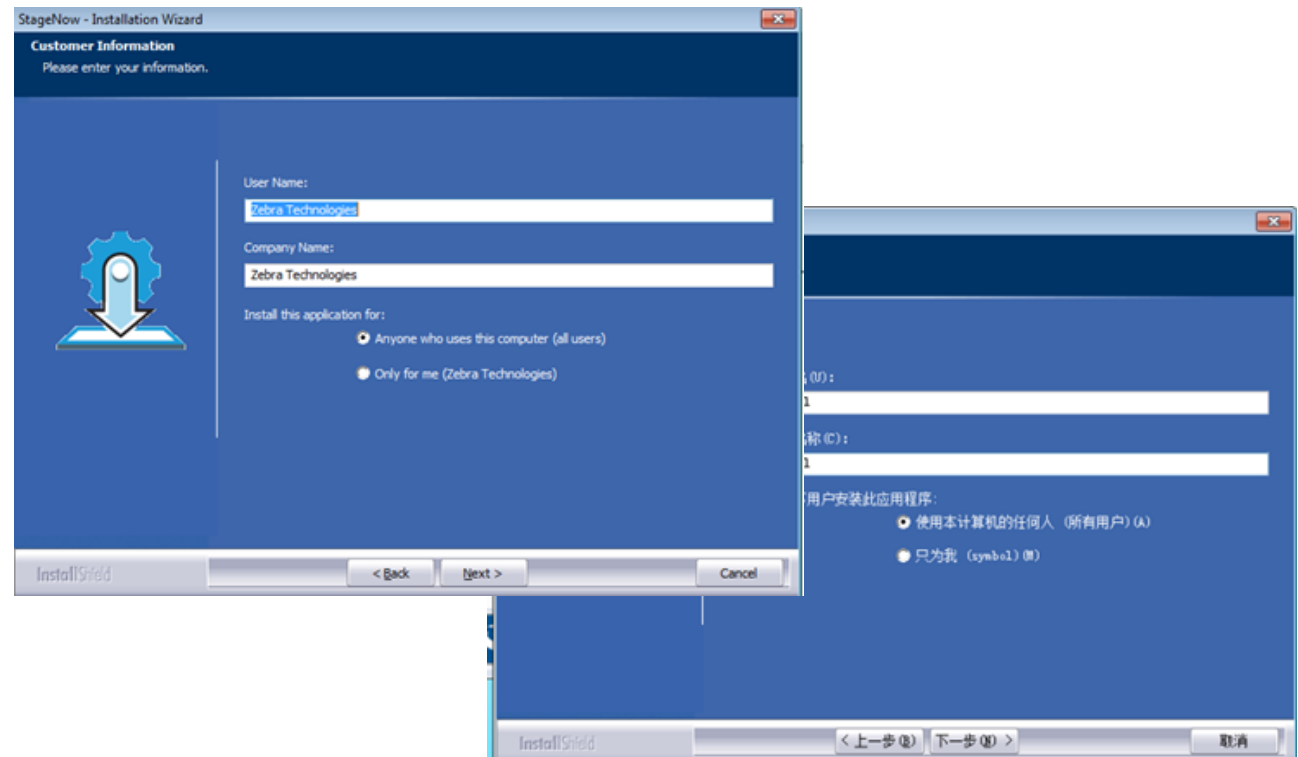 StageNow - Installation Wizard
Customer Information
Please enter your information.
User Name:
Zebra Technologies
Company Name:
Zebra Technologies
Install this application for:
Anyone who uses this computer (all users)
Only for me (Zebra Technologies)
InstallShield
< Back
Next >
Cancel
(U):
称(C):
用户安装此应用程序:
使用本计算机的任何人 (所有用户)(A)
只为我 (symbol)(M)
InstallShield
< 上一步(B)
下一步(N) >
取消